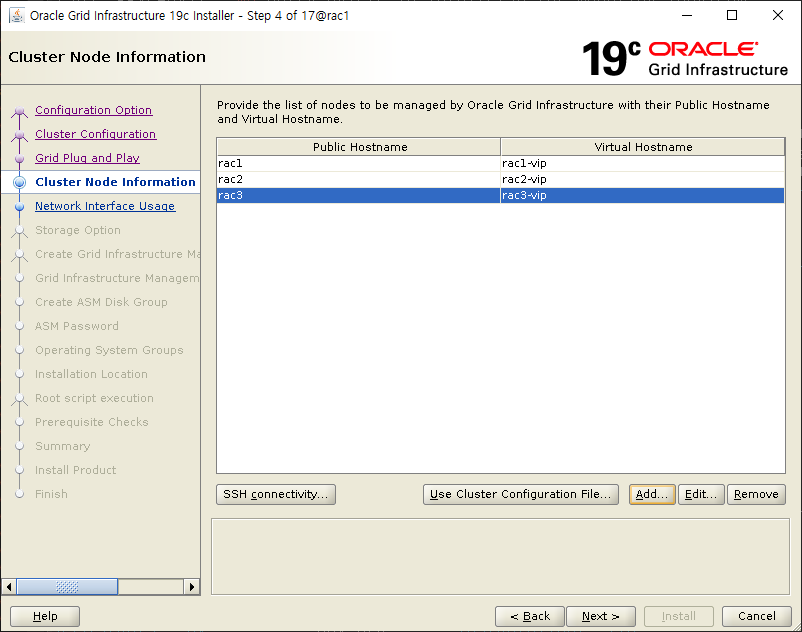 Oracle Grid Infrastructure 19c Installer - Step 4 of 17@rac1
Cluster Node Information
19c ORACLE
Grid Infrastructure
Configuration Option
Cluster Configuration
Grid Plug and Play
Cluster Node Information
Network Interface Usage
Storage Option
Create Grid Infrastructure Ma
Grid Infrastructure Managem
Create ASM Disk Group
ASM Password
Operating System Groups
Installation Location
Root script execution
Prerequisite Checks
Summary
Install Product
Finish
Provide the list of nodes to be managed by Oracle Grid Infrastructure with their Public Hostname
and Virtual Hostname.
Public Hostname Virtual Hostname
rac1 rac1-vip
rac2 rac2-vip
rac3 rac3-vip
SSH connectivity... Use Cluster Configuration File... Add... Edit... Remove
Help < Back Next > Install Cancel